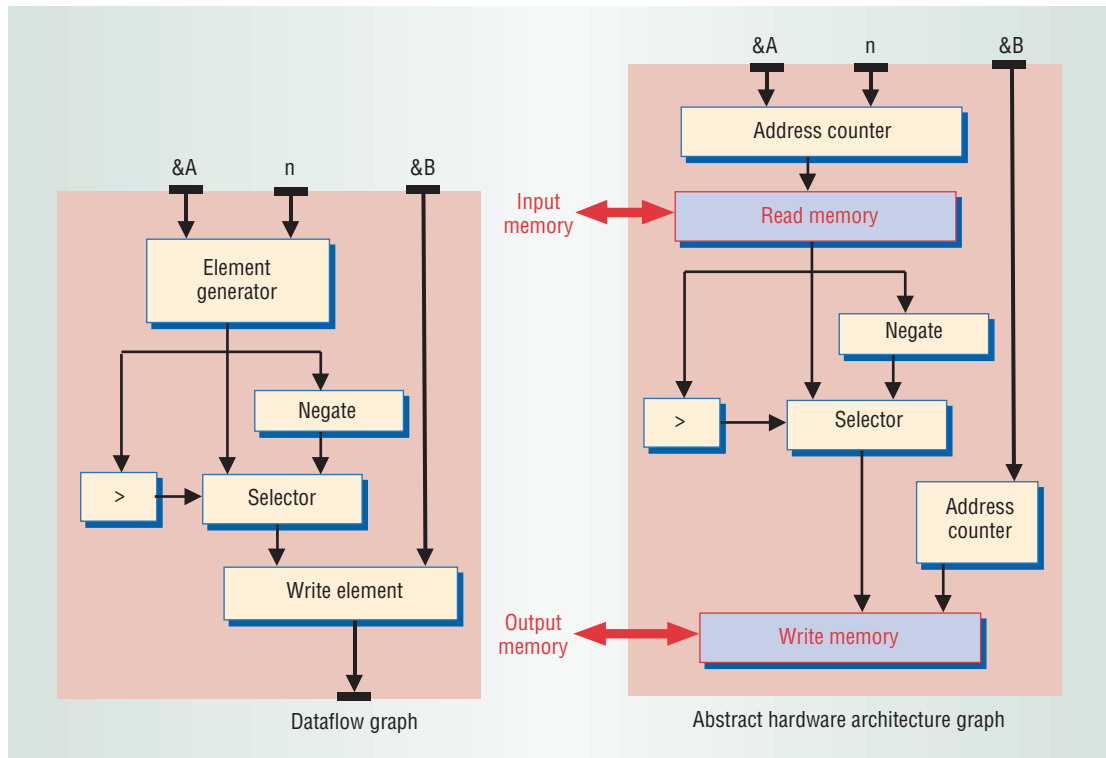 &A
n
&B
Element
generator
Negate
>
Selector
Write element
Dataflow graph
&A
n
&B
Address counter
Input
memory
Read memory
Negate
>
Selector
Address
counter
Output
memory
Write memory
Abstract hardware architecture graph